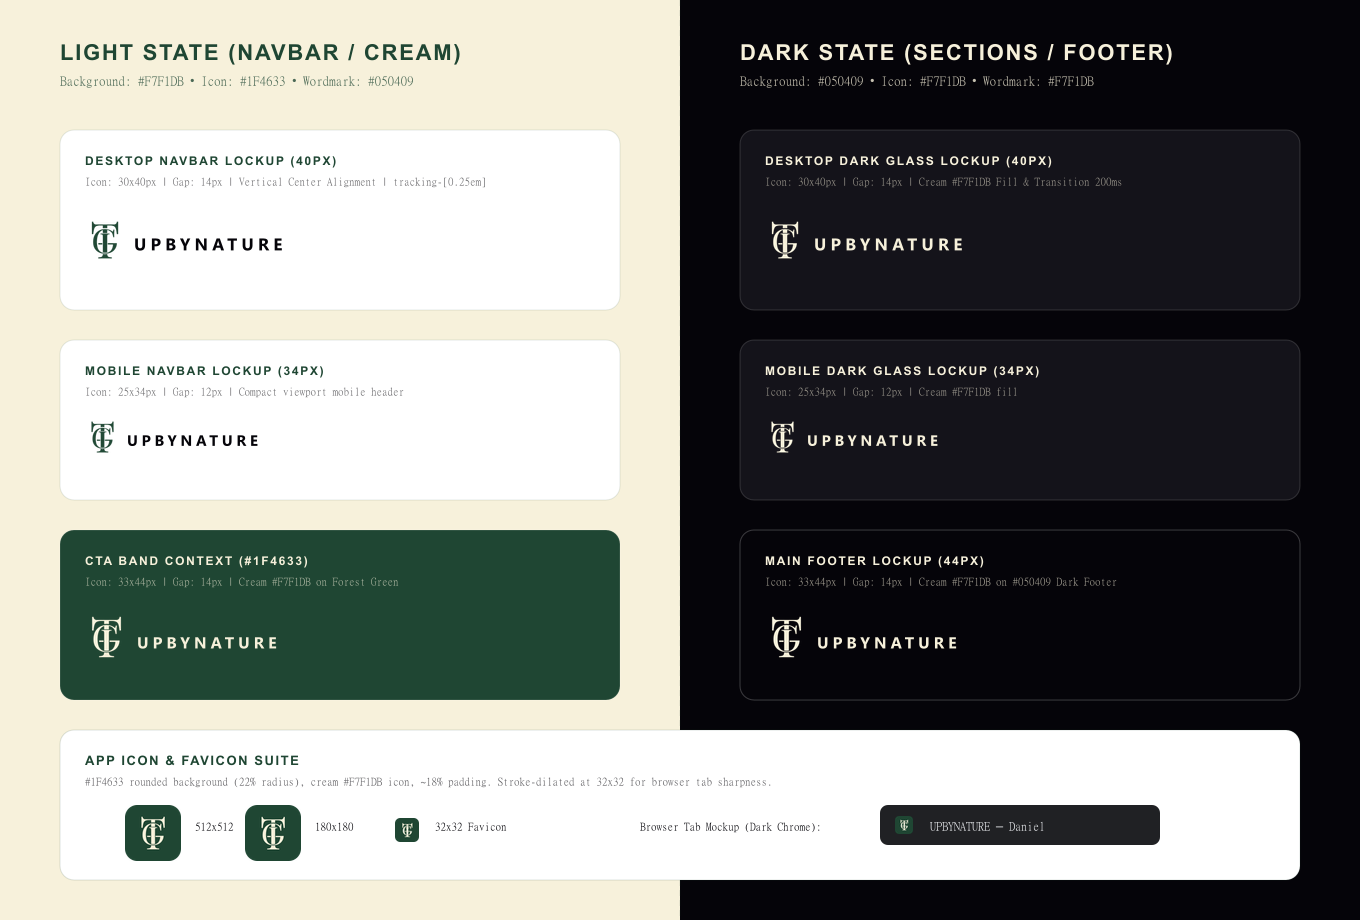 LIGHT STATE (NAVBAR / CREAM)
Background: #F7F1DB • Icon: #1F4633 • Wordmark: #050409
DESKTOP NAVBAR LOCKUP (40PX)
Icon: 30x40px | Gap: 14px | Vertical Center Alignment | tracking-[0.25em]
UPBYNATURE
MOBILE NAVBAR LOCKUP (34PX)
Icon: 25x34px | Gap: 12px | Compact viewport mobile header
UPBYNATURE
CTA BAND CONTEXT (#1F4633)
Icon: 33x44px | Gap: 14px | Cream #F7F1DB on Forest Green
UPBYNATURE
DARK STATE (SECTIONS / FOOTER)
Background: #050409 • Icon: #F7F1DB • Wordmark: #F7F1DB
DESKTOP DARK GLASS LOCKUP (40PX)
Icon: 30x40px | Gap: 14px | Cream #F7F1DB Fill & Transition 200ms
UPBYNATURE
MOBILE DARK GLASS LOCKUP (34PX)
Icon: 25x34px | Gap: 12px | Cream #F7F1DB fill
UPBYNATURE
MAIN FOOTER LOCKUP (44PX)
Icon: 33x44px | Gap: 14px | Cream #F7F1DB on #050409 Dark Footer
UPBYNATURE
APP ICON & FAVICON SUITE
#1F4633 rounded background (22% radius), cream #F7F1DB icon, ~18% padding. Stroke-dilated at 32x32 for browser tab sharpness.
512x512
180x180
32x32 Favicon
Browser Tab Mockup (Dark Chrome):
UPBYNATURE — Daniel